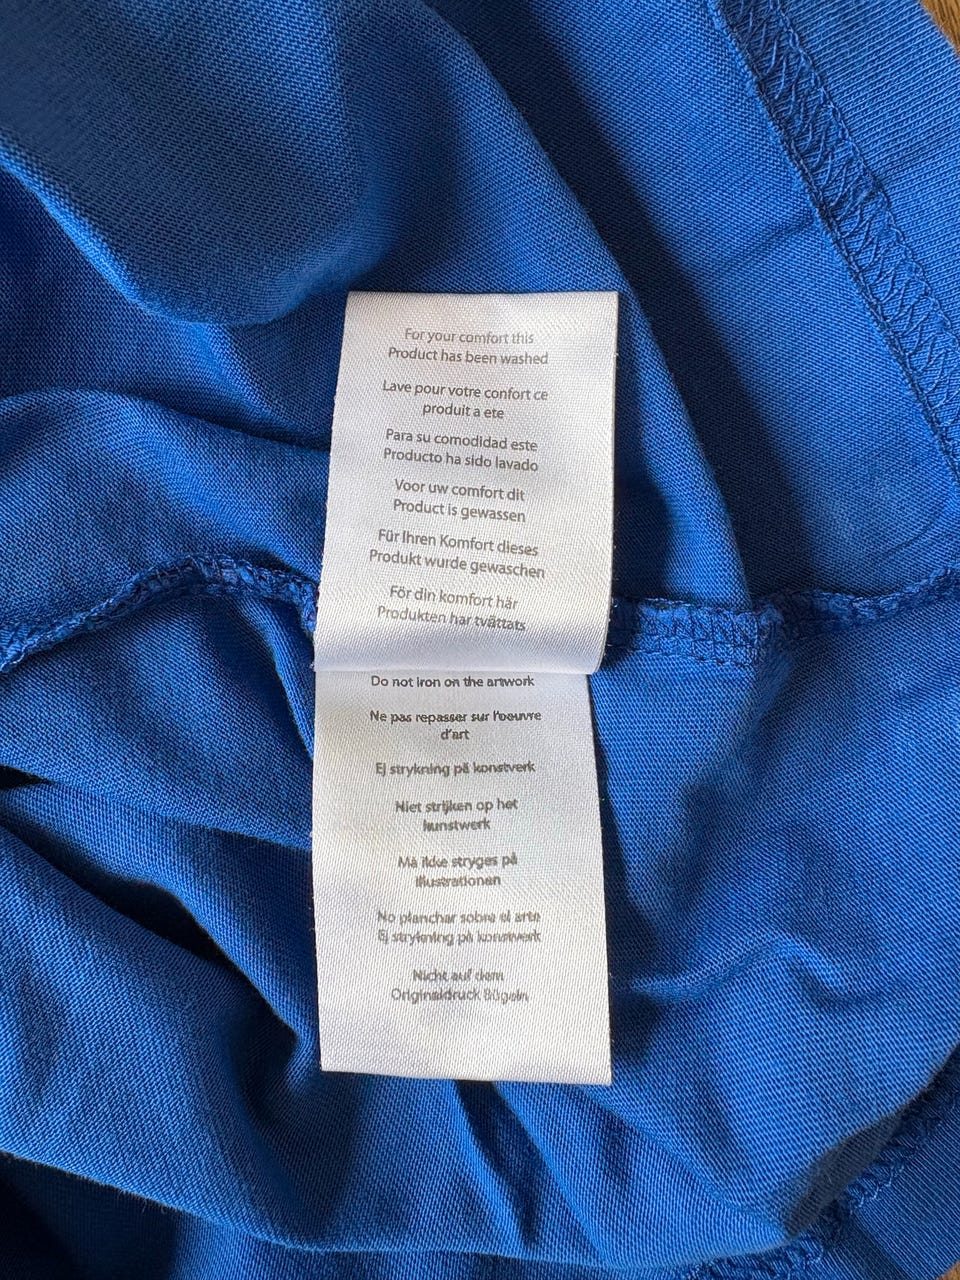 For your comfort this
Product has been washed
Lave pour votre confort ce
produit a ete
Para su comodidad este
Producto ha sido lavado
Voor uw comfort dit
Product is gewassen
Für Ihren Komfort dieses
Produkt wurde gewaschen
För din komfort här
Produkten har tvättats
Do not iron on the artwork
Ne pas repasser sur l'oeuvre
d'art
Ej strykning på konstverk
Niet strijken op het
kunstwerk
Må ikke stryges på
illustrationen
No planchar sobre el arte
Ej strykning på konstverk
Nicht auf dem
Originaldruck Bügeln